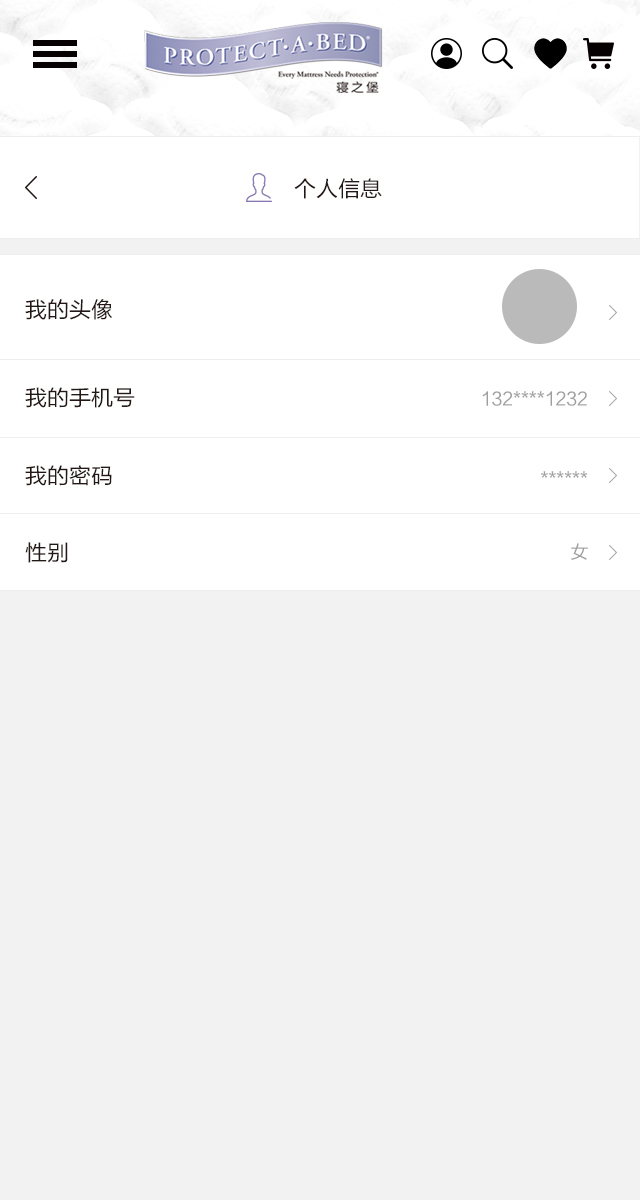 PROTECT·A·BED®
Every Mattress Needs Protection®
寝之堡
个人信息
我的头像
我的手机号 132****1232
我的密码 ******
性别 女